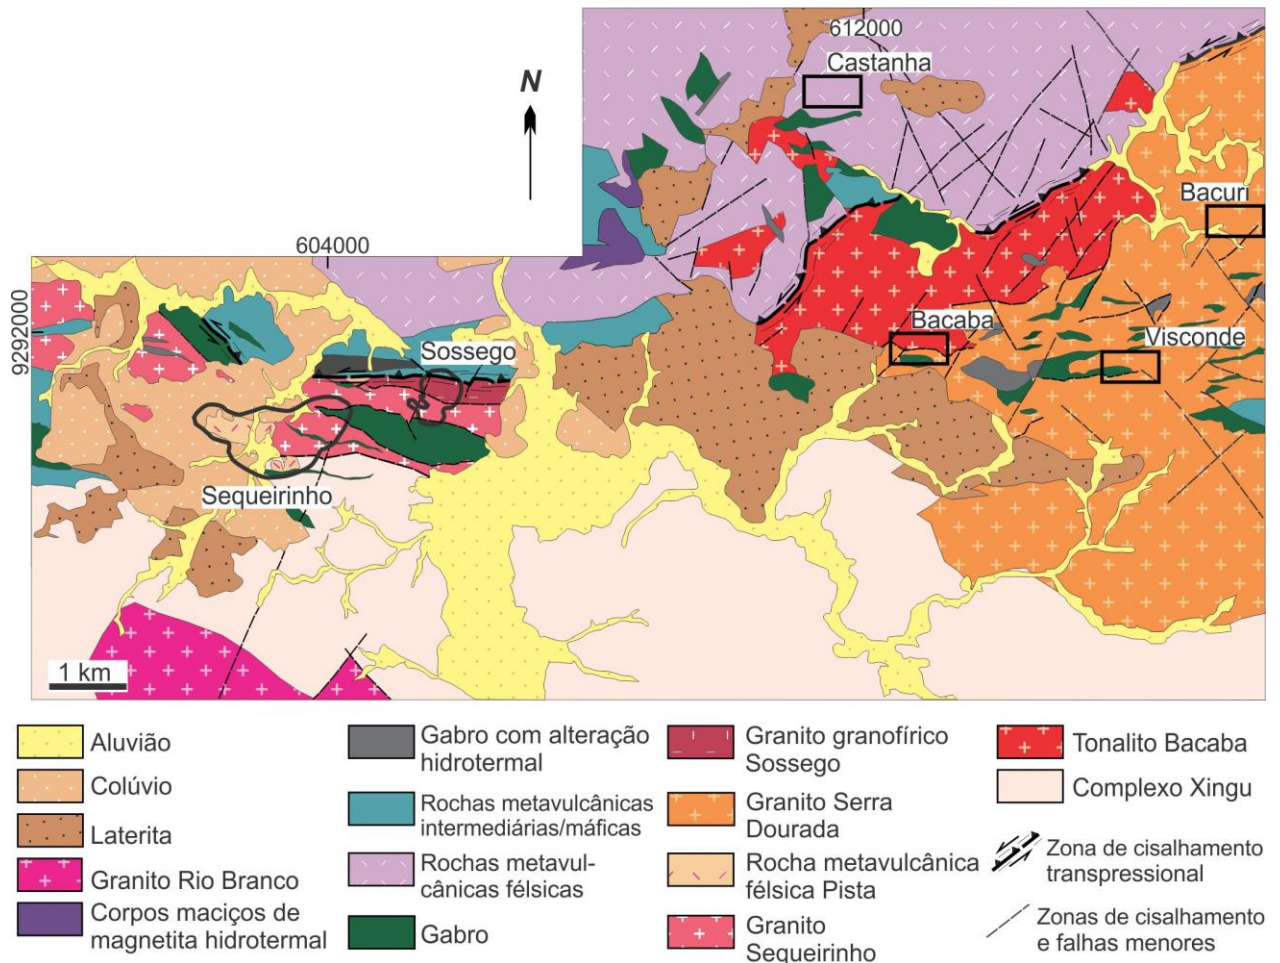 612000
Castanha
N
Bacuri
604000
9292000
Bacaba
Visconde
Sossego
Sequeirinho
1 km
Aluvião
Colúvio
Laterita
Granito Rio Branco
Corpos maciços de
magnetita hidrotermal
Gabro com alteração
hidrotermal
Rochas metavulcânicas
intermediárias/máficas
Rochas metavul-
cânicas félsicas
Gabro
Granito granofírico
Sossego
Granito Serra
Dourada
Rocha metavulcânica
félsica Pista
Granito
Sequeirinho
Tonalito Bacaba
Complexo Xingu
Zona de cisalhamento
transpressional
Zonas de cisalhamento
e falhas menores